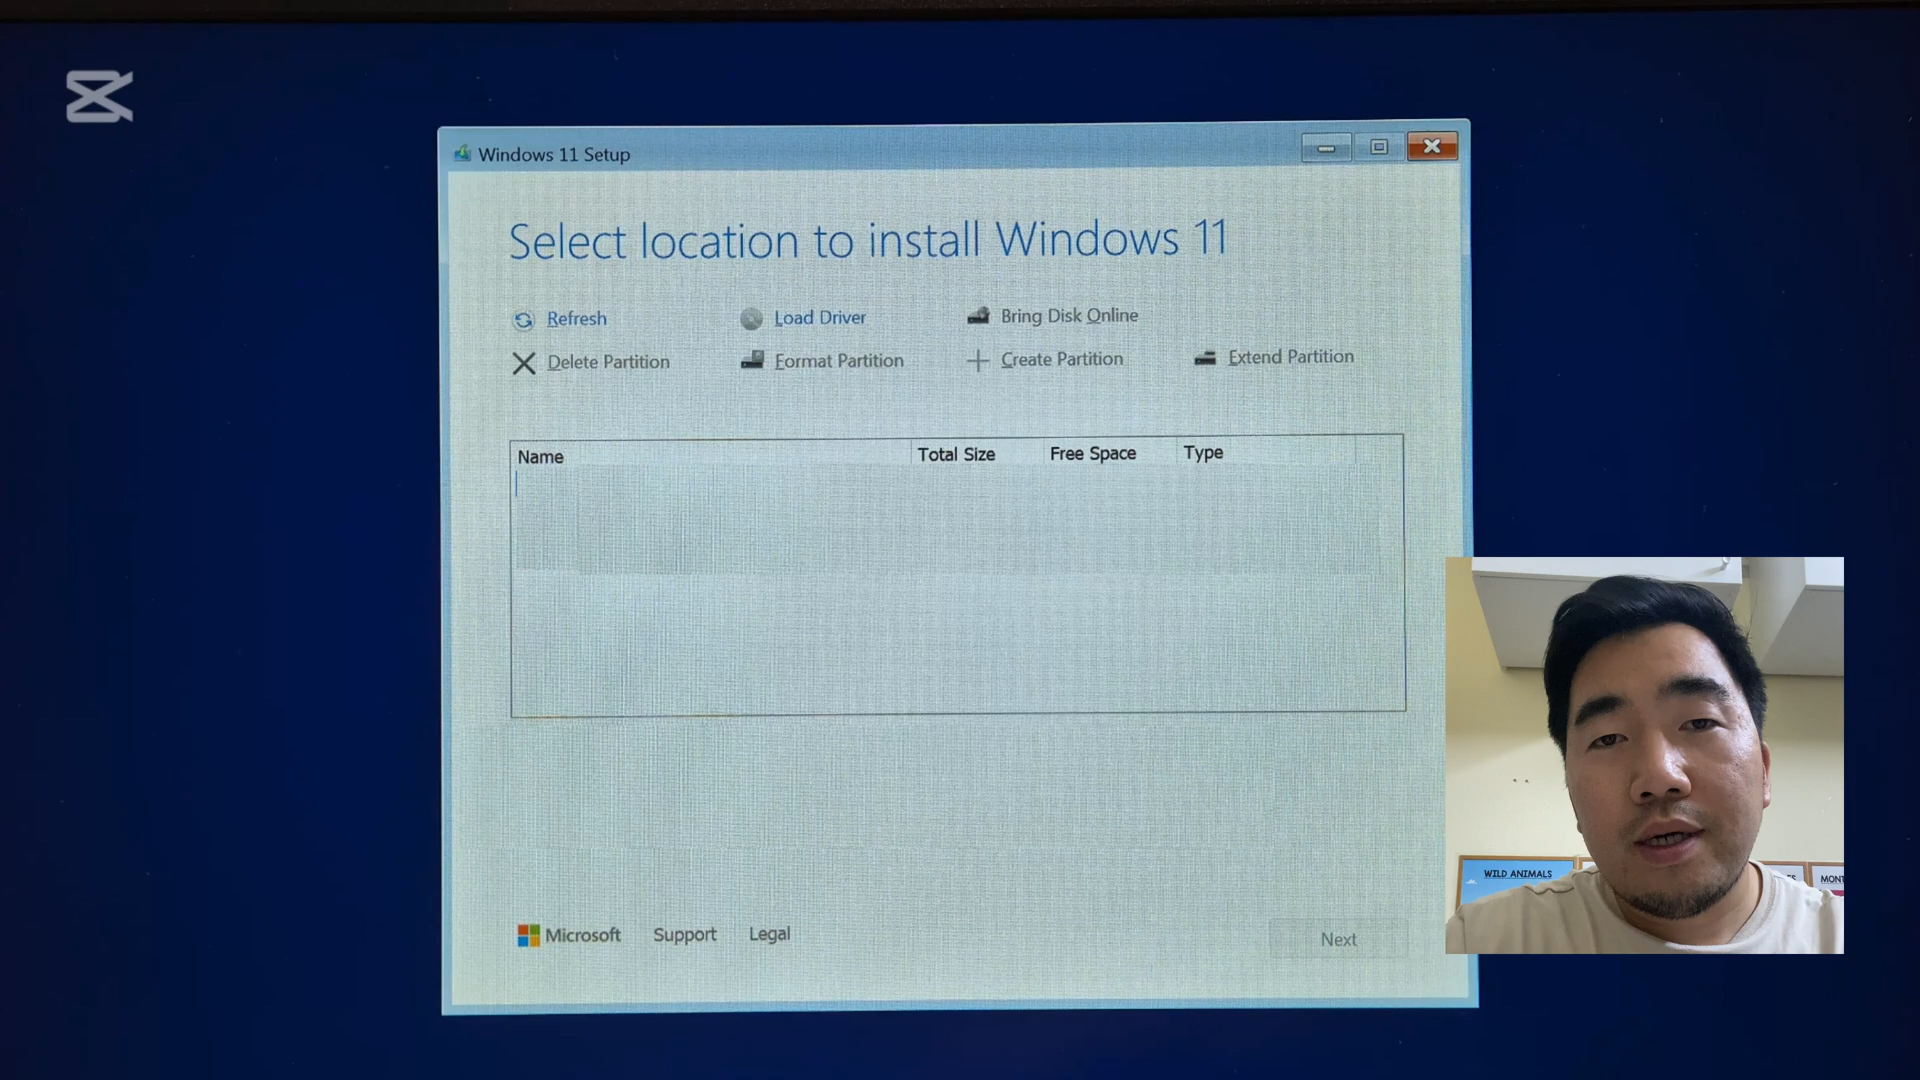 Windows 11 Setup
Select location to install Windows 11
Refresh Load Driver Bring Disk Online
Delete Partition Format Partition Create Partition Extend Partition
Name Total Size Free Space Type
WILD ANIMALS
Microsoft Support Legal Next